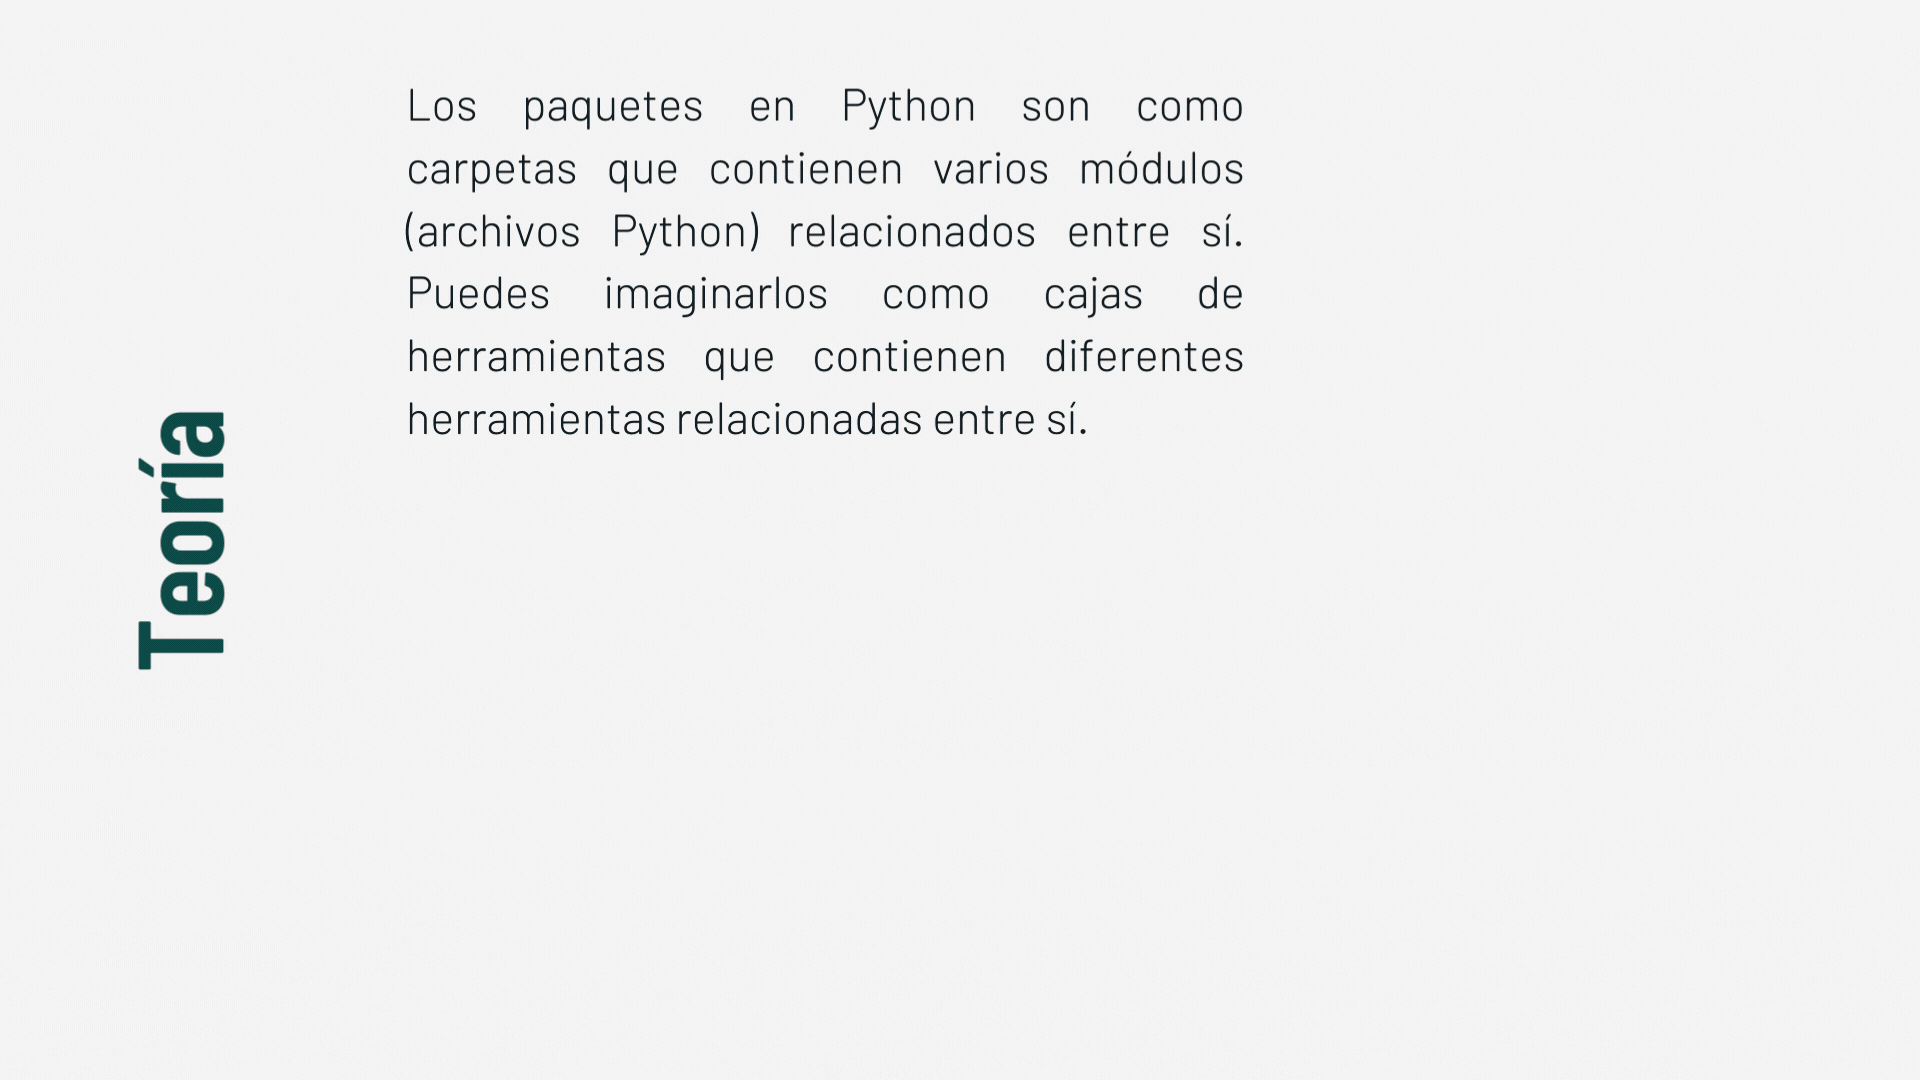 Teoría
Los paquetes en Python son como
carpetas que contienen varios módulos
(archivos Python) relacionados entre sí.
Puedes imaginarlos como cajas de
herramientas que contienen diferentes
herramientas relacionadas entre sí.